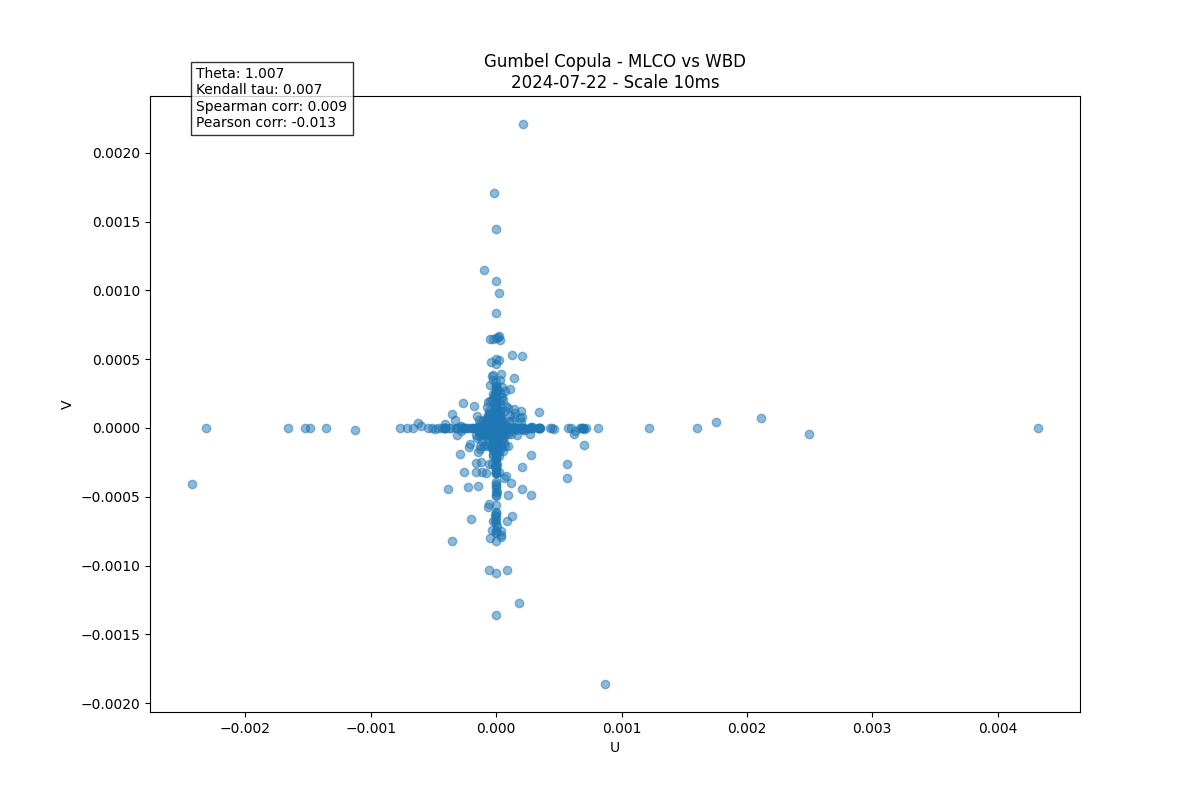 Gumbel Copula - MLCO vs WBD
2024-07-22 - Scale 10ms
Theta: 1.007
Kendall tau: 0.007
Spearman corr: 0.009
Pearson corr: -0.013
V
0.0020
0.0015
0.0010
0.0005
0.0000
−0.0005
−0.0010
−0.0015
−0.0020
−0.002
−0.001
0.000
0.001
0.002
0.003
0.004
U